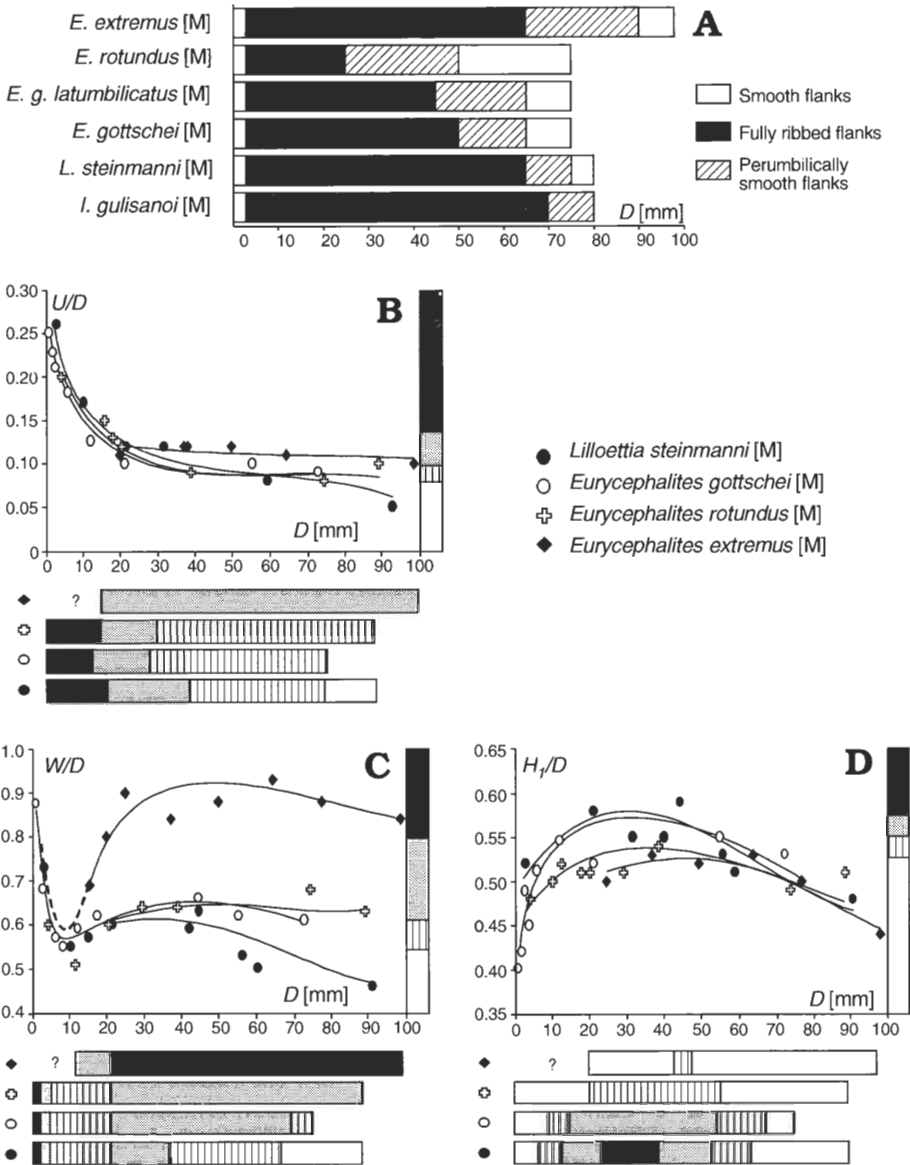 E. extremus [M]
A
E. rotundus [M]
E. g. latumbilicatus [M]
Smooth flanks
E. gottschei [M]
Fully ribbed flanks
L. steinmanni [M]
Perumbilically
smooth flanks
I. gulisanoi [M]
D [mm]
0 10 20 30 40 50 60 70 80 90 100
0.30
U/D
B
0.25
0.20
0.15
0.10
0.05
0
D [mm]
0 10 20 30 40 50 60 70 80 90 100
?
Lilloettia steinmanni [M]
Eurycephalites gottschei [M]
Eurycephalites rotundus [M]
Eurycephalites extremus [M]
1.0
W/D
C
0.9
0.8
0.7
0.6
0.5
0.4
D [mm]
0 10 20 30 40 50 60 70 80 90 100
?
0.65
H1/D
D
0.60
0.55
0.50
0.45
0.40
0.35
D [mm]
0 10 20 30 40 50 60 70 80 90 100
?